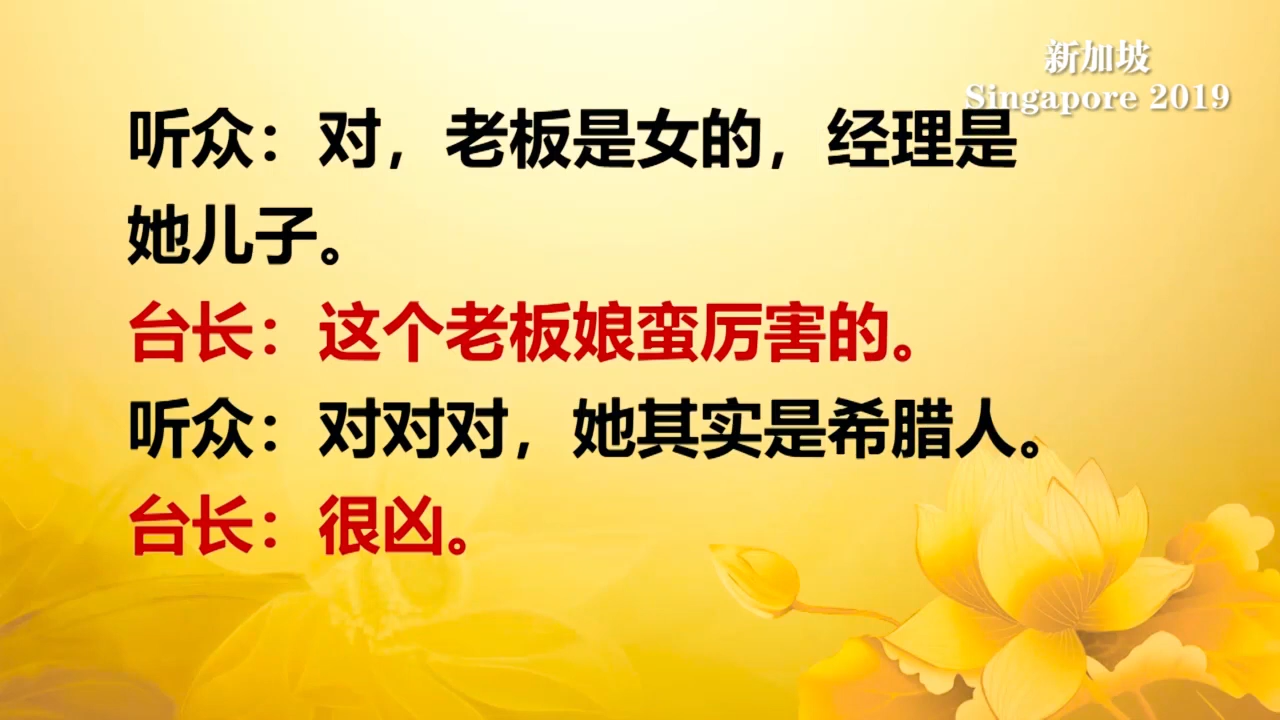 新加坡
Singapore 2019
听众：对，老板是女的，经理是
她儿子。
台长：这个老板娘蛮厉害的。
听众：对对对，她其实是希腊人。
台长：很凶。